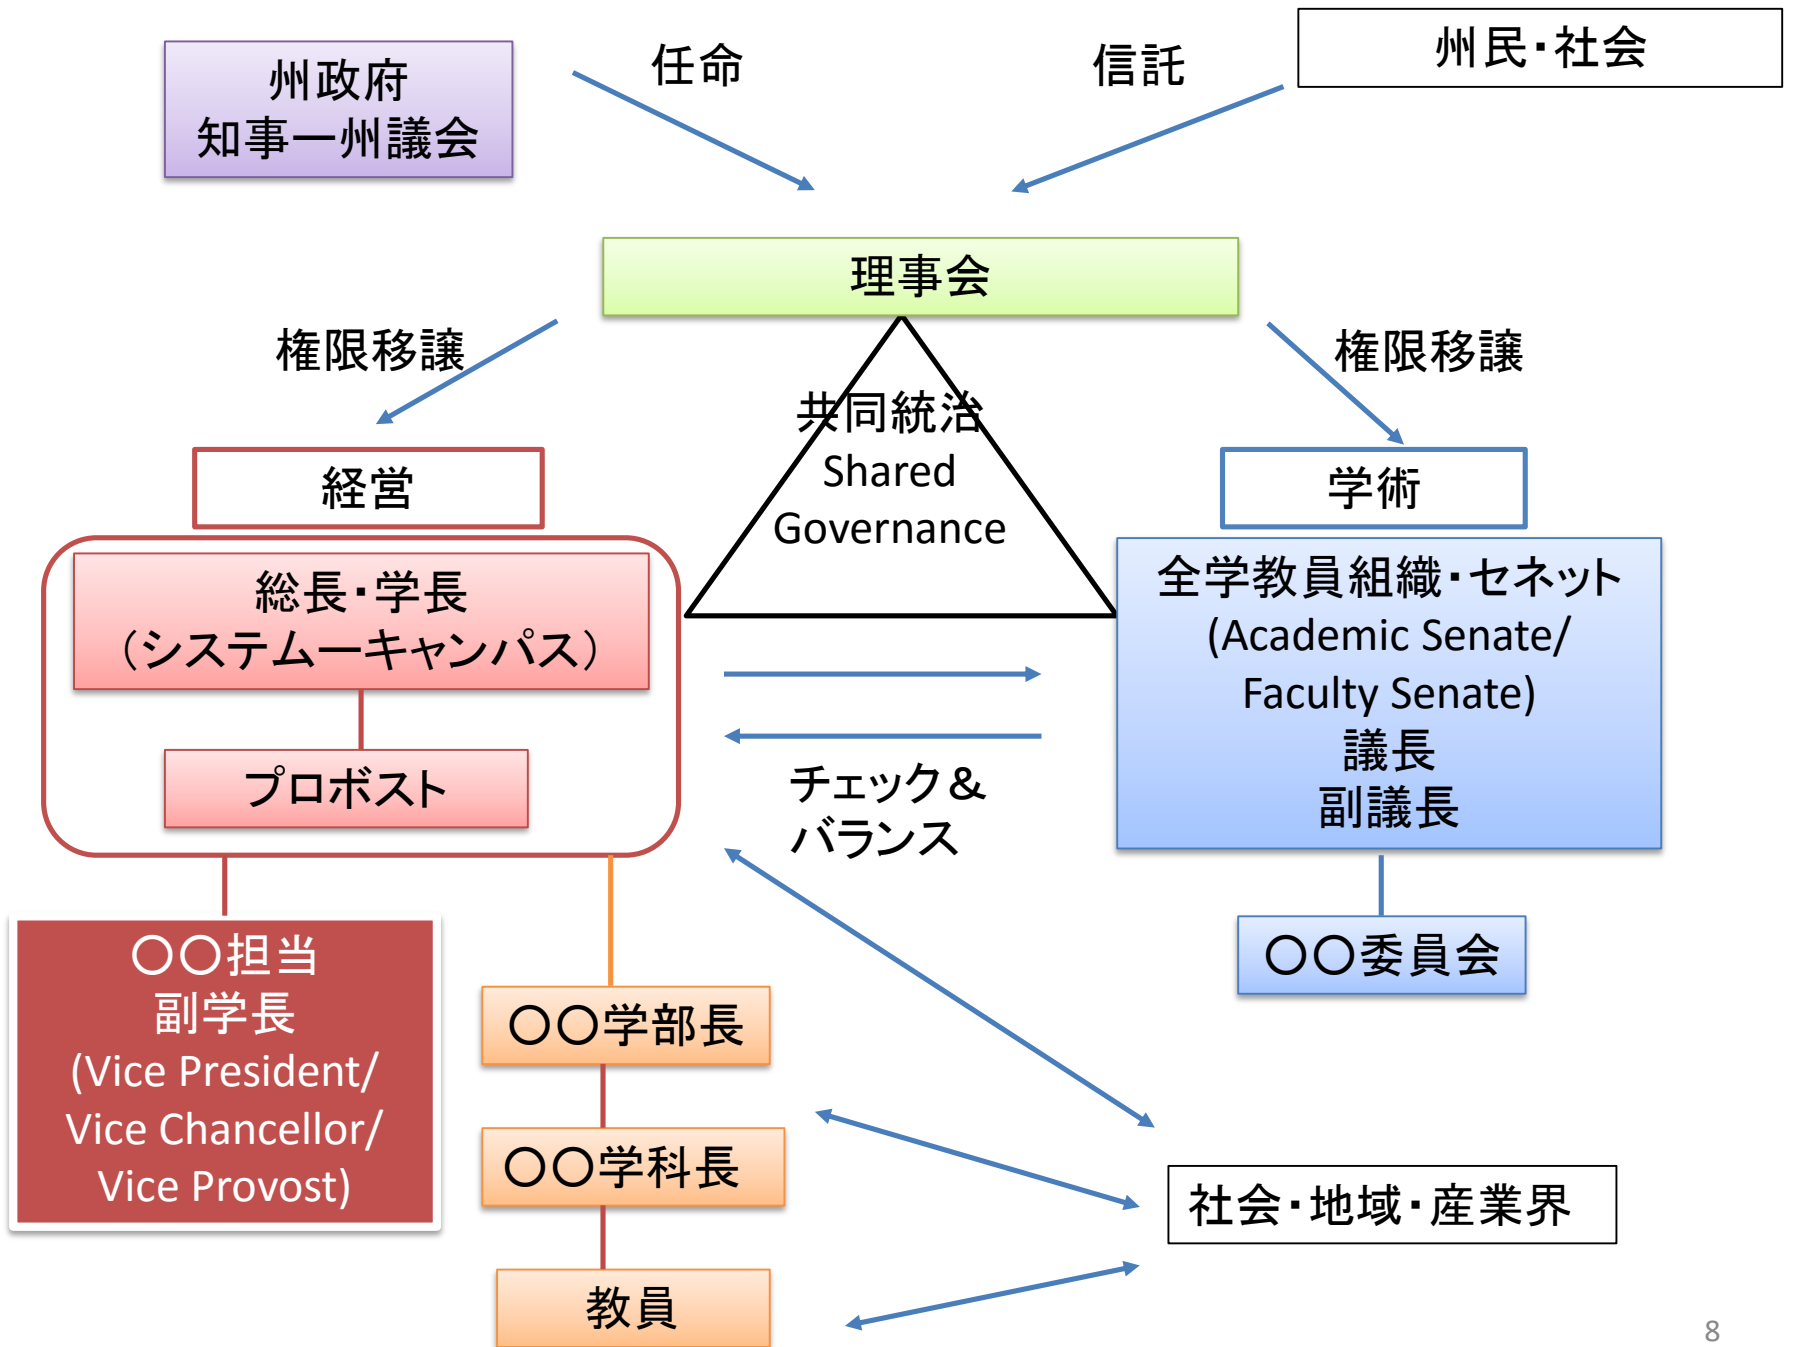 州政府
知事ー州議会
任命
信託
州民・社会
理事会
権限移譲
権限移譲
共同統治
Shared
Governance
経営
学術
総長・学長
(システムーキャンパス)
プロボスト
全学教員組織・セネット
(Academic Senate/
Faculty Senate)
議長
副議長
チェック&
バランス
〇〇担当
副学長
(Vice President/
Vice Chancellor/
Vice Provost)
〇〇学部長
〇〇学科長
教員
〇〇委員会
社会・地域・産業界
8